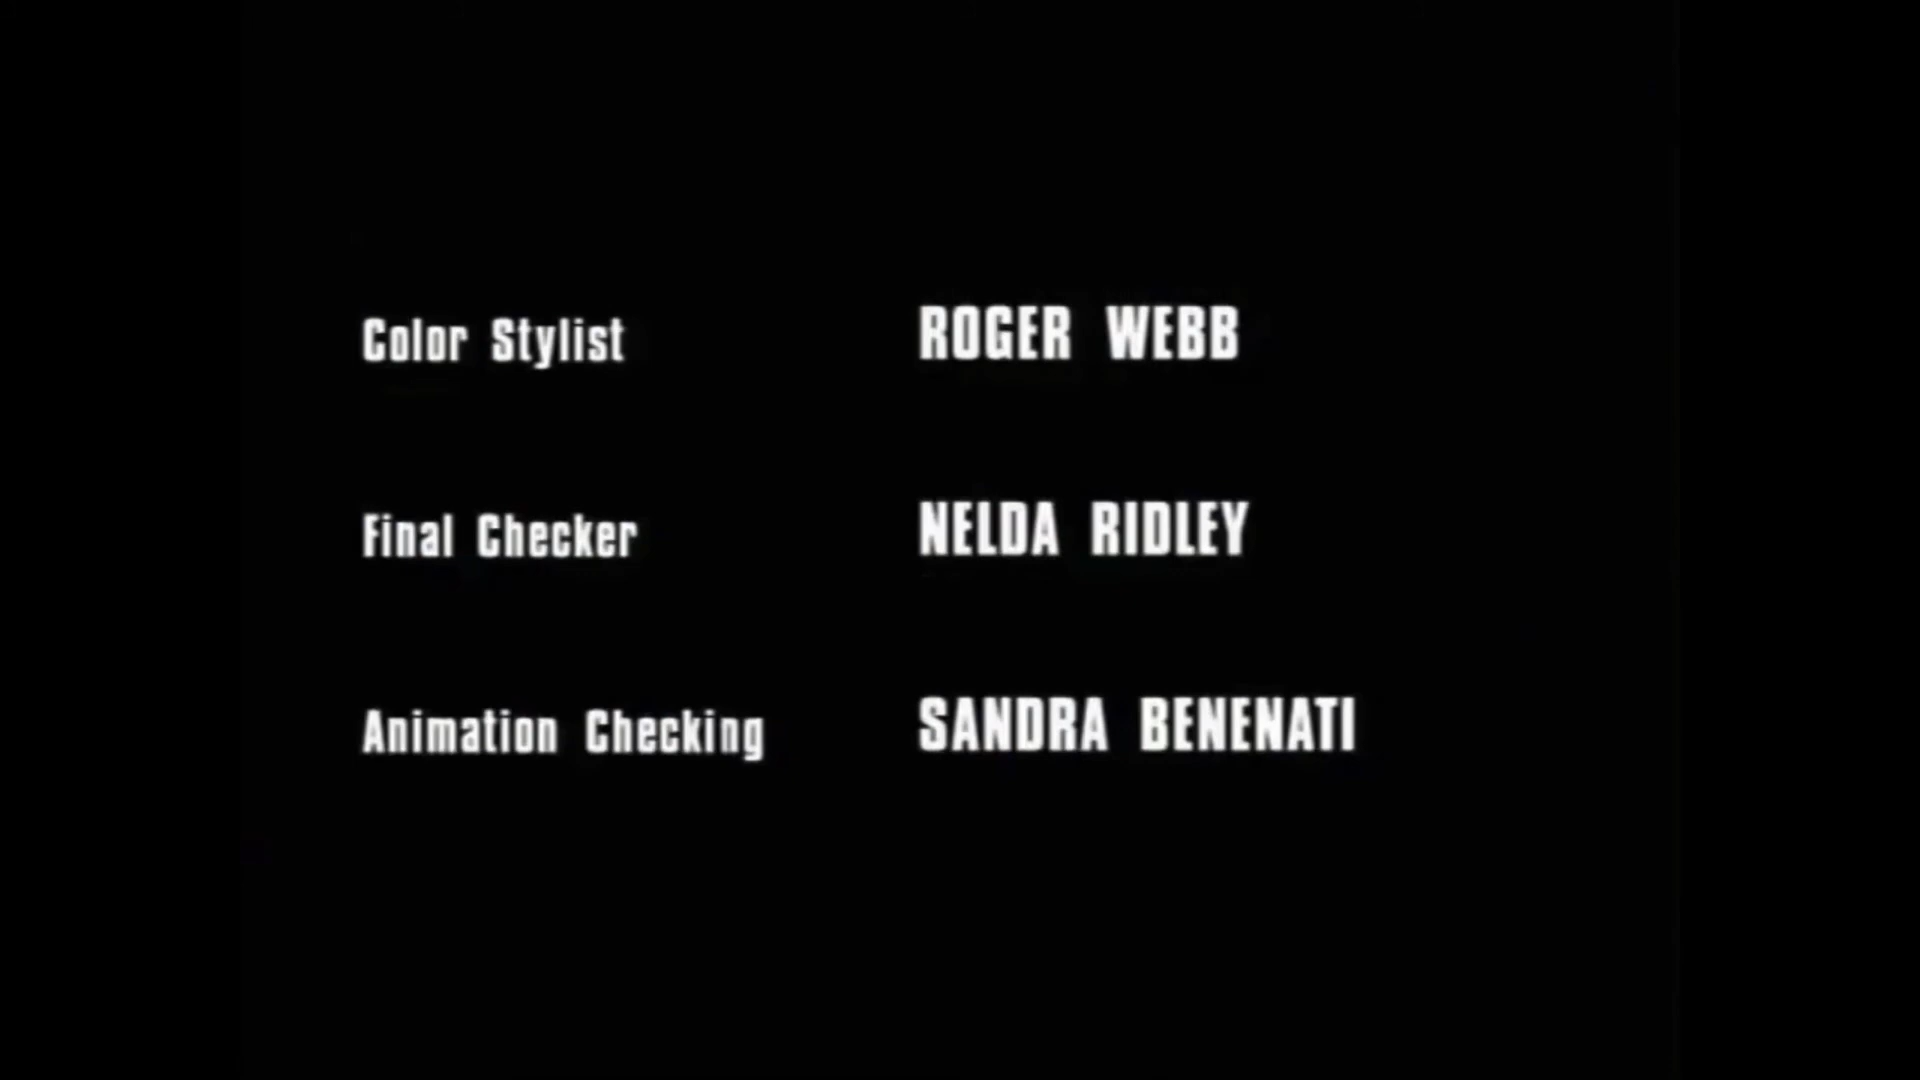 Color Stylist ROGER WEBB
Final Checker NELDA RIDLEY
Animation Checking SANDRA BENENATI